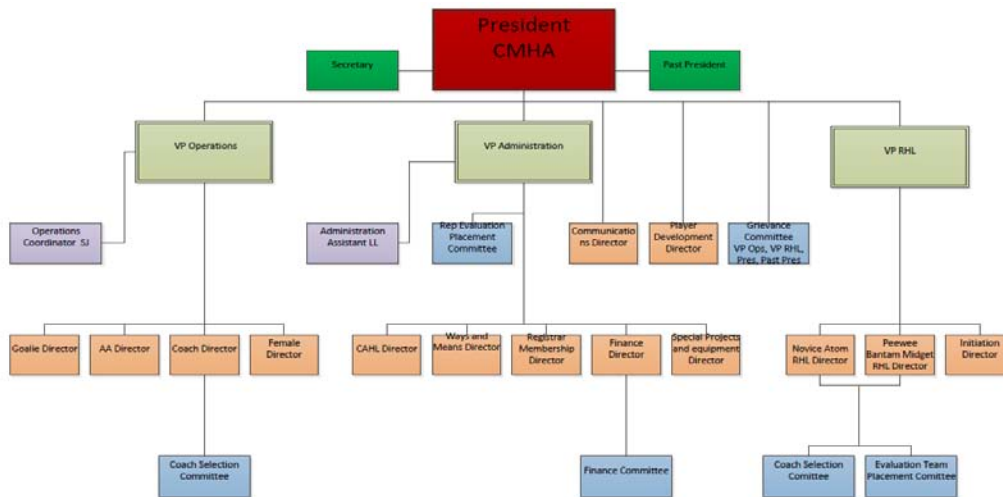 President
CMHA
Secretary
Past President
VP Operations
VP Administration
VP RHL
Operations
Coordinator SJ
Administration
Assistant LL
Rep Evaluation
Placement
Committee
Communicatio
ns Director
Player
Development
Director
Grievance
Committee
VP Ops, VP RHL,
Pres, Past Pres
Goalie Director
AA Director
Coach Director
Female
Director
CAHL Director
Ways and
Means Director
Registrar
Membership
Director
Finance
Director
Special Projects
and equipment
Director
Novice Atom
RHL Director
Peewee
Bantam Midget
RHL Director
Initiation
Director
Coach Selection
Committee
Finance Committee
Coach Selection
Comittee
Evaluation Team
Placement Comittee